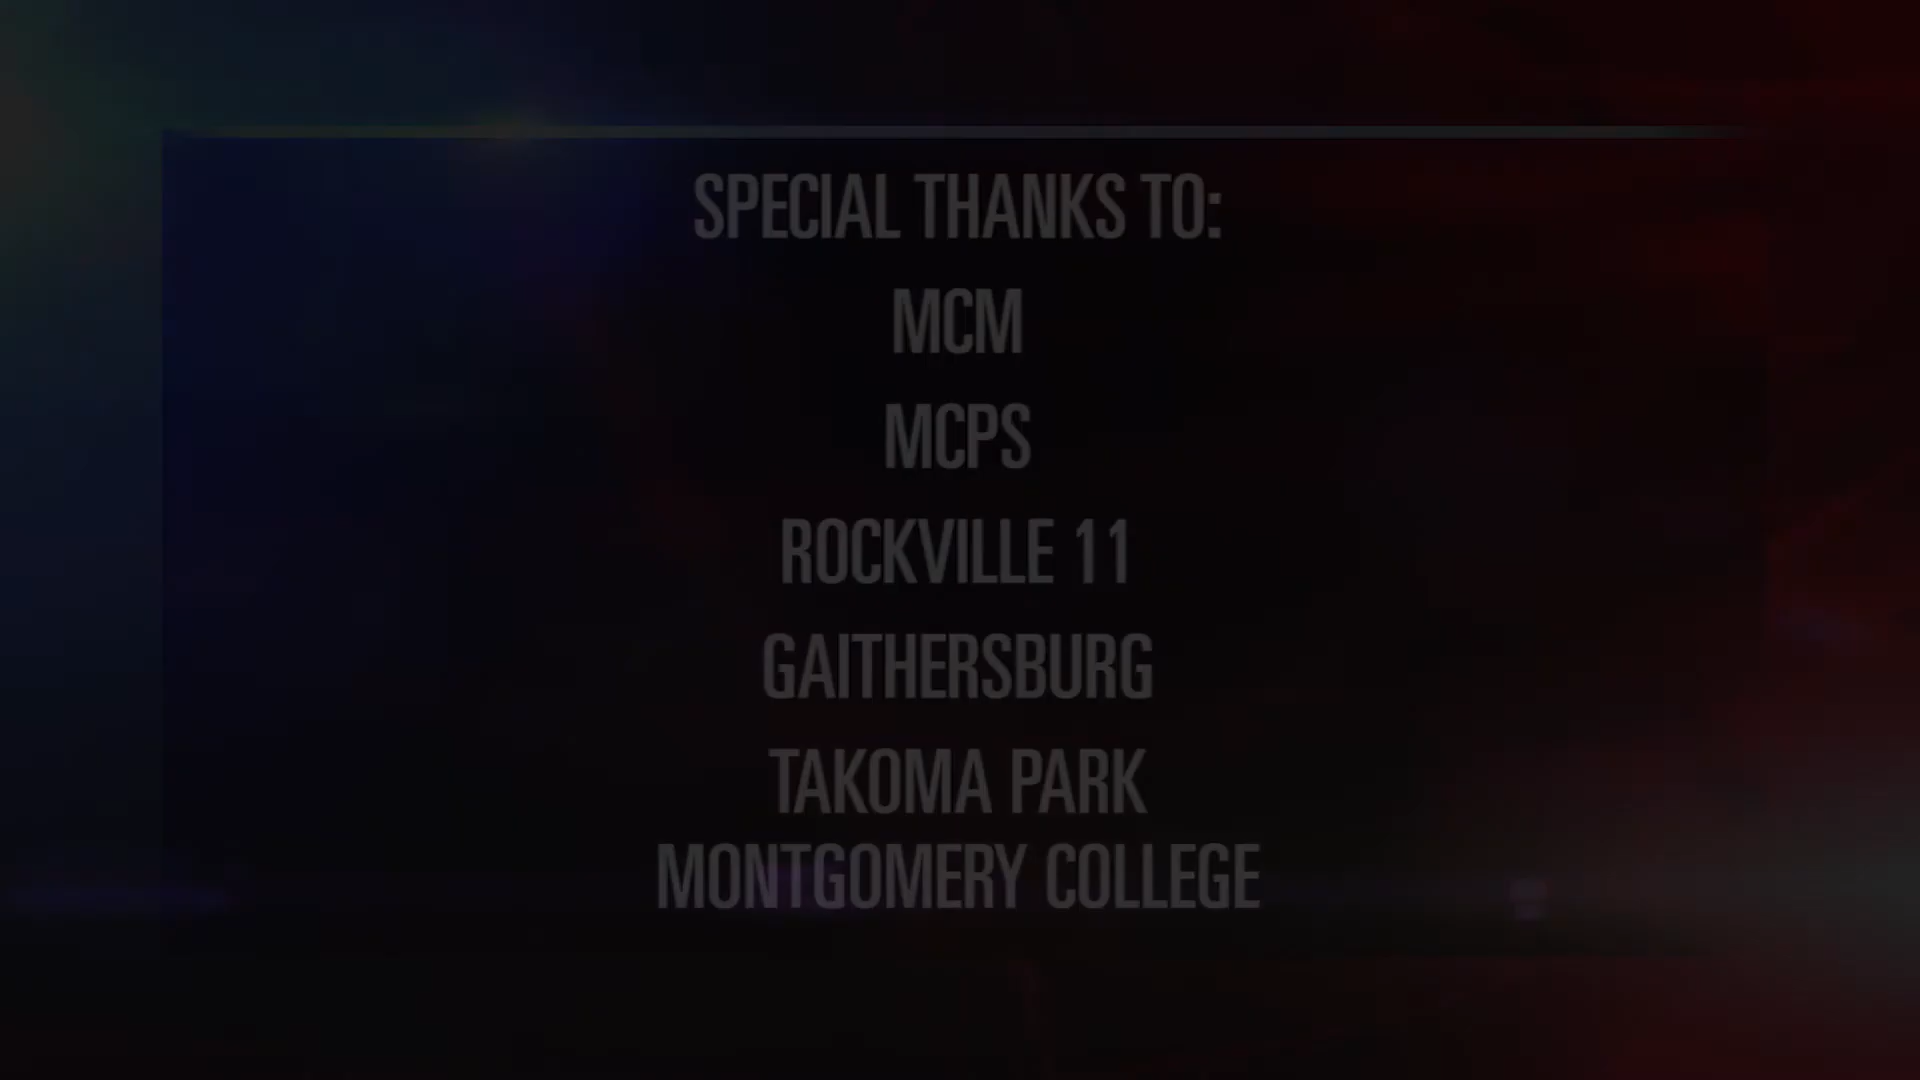 SPECIAL THANKS TO:
MCM
MCPS
ROCKVILLE 11
GAITHERSBURG
TAKOMA PARK
MONTGOMERY COLLEGE